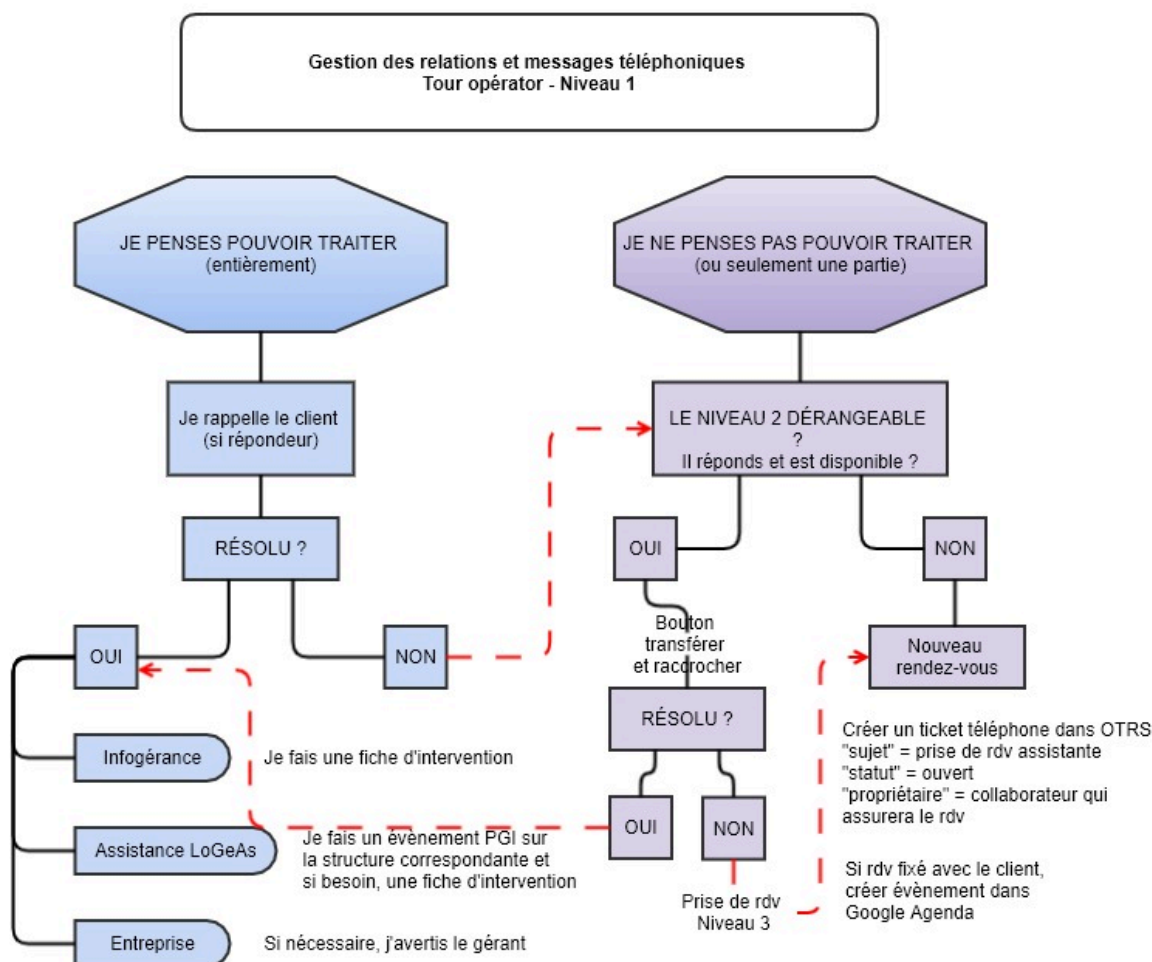 Gestion des relations et messages téléphoniques
Tour opérator - Niveau 1
JE PENSES POUVOIR TRAITER
(entièrement)
JE NE PENSES PAS POUVOIR TRAITER
(ou seulement une partie)
Je rappelle le client
(si répondeur)
LE NIVEAU 2 DÉRANGEABLE
?
Il réponds et est disponible ?
RÉSOLU ?
OUI
NON
OUI
NON
Bouton
transférer
et raccrocher
Nouveau
rendez-vous
RÉSOLU ?
Infogérance
Je fais une fiche d'intervention
Créer un ticket téléphone dans OTRS
"sujet" = prise de rdv assistante
"statut" = ouvert
"propriétaire" = collaborateur qui
assurera le rdv
OUI
NON
Assistance LoGeAs
Je fais un évènement PGI sur
la structure correspondante et
si besoin, une fiche d'intervention
Si rdv fixé avec le client,
créer évènement dans
Google Agenda
Prise de rdv
Niveau 3
Entreprise
Si nécessaire, j'avertis le gérant